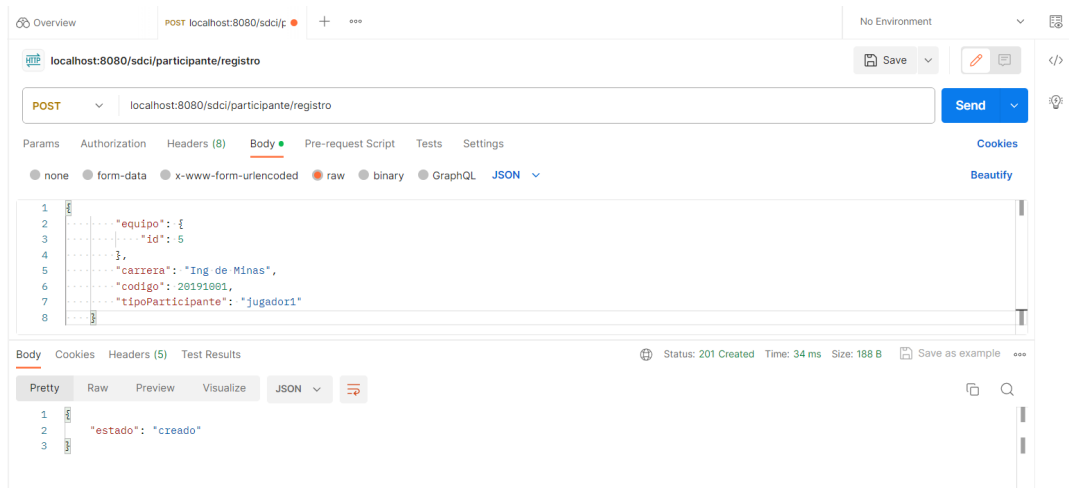 Overview
POST localhost:8080/sdci/p
No Environment
HTTP localhost:8080/sdci/participante/registro
Save
POST localhost:8080/sdci/participante/registro
Send
Params Authorization Headers (8) Body Pre-request Script Tests Settings Cookies
none form-data x-www-form-urlencoded raw binary GraphQL JSON Beautify
1 {
2 "equipo": {
3 "id": 5
4 },
5 "carrera": "Ing de Minas",
6 "codigo": 20191001,
7 "tipoParticipante": "jugador1"
8 }
Body Cookies Headers (5) Test Results Status: 201 Created Time: 34 ms Size: 188 B Save as example
Pretty Raw Preview Visualize JSON
1 {
2 "estado": "creado"
3 }